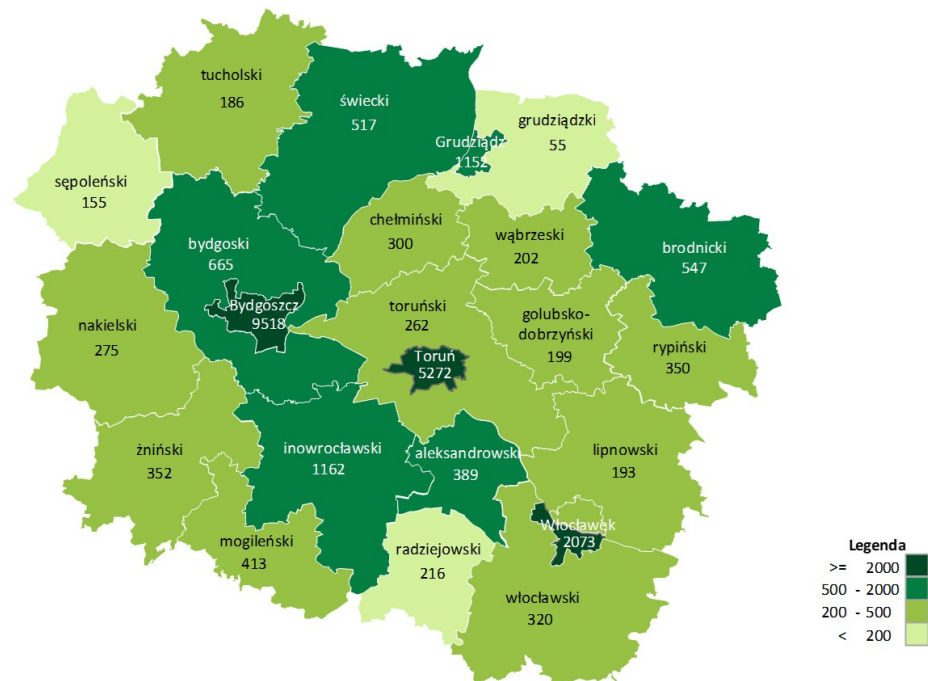 tucholski
186
świecki
517
grudziądzki
55
Grudziądz
1152
sępoleński
155
chełmiński
300
wąbrzeski
202
brodnicki
547
bydgoski
665
Bydgoszcz
9518
toruński
262
golubsko-
dobrzyński
199
nakielski
275
rypiński
350
Toruń
5272
żniński
352
inowrocławski
1162
aleksandrowski
389
lipnowski
193
Włocławek
2073
mogileński
413
radziejowski
216
włocławski
320
Legenda
>= 2000
500 - 2000
200 - 500
< 200